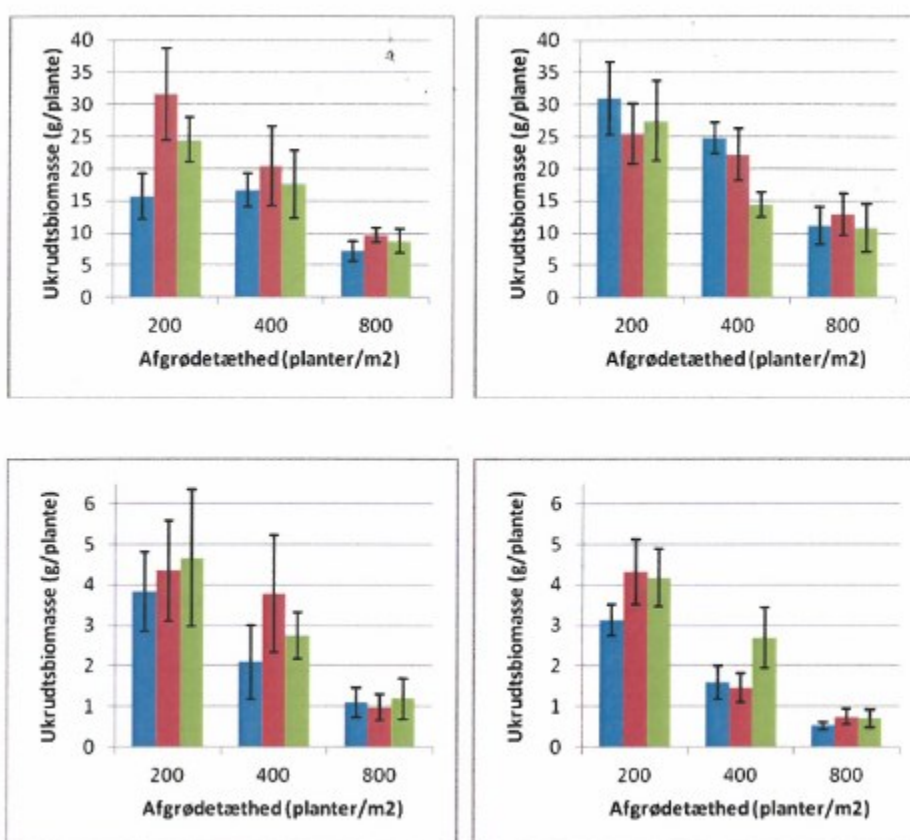 40
35
30
25
20
15
10
5
0
Ukrudtsbiomasse (g/plante)
200 400 800
Afgrødetæthed (planter/m2)
40
35
30
25
20
15
10
5
0
Ukrudtsbiomasse (g/plante)
200 400 800
Afgrødetæthed (planter/m2)
6
5
4
3
2
1
0
Ukrudtsbiomasse (g/plante)
200 400 800
Afgrødetæthed (planter/m2)
6
5
4
3
2
1
0
Ukrudtsbiomasse (g/plante)
200 400 800
Afgrødetæthed (planter/m2)